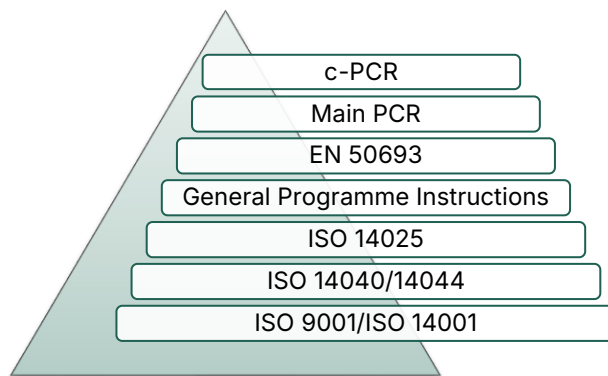 c-PCR
Main PCR
EN 50693
General Programme Instructions
ISO 14025
ISO 14040/14044
ISO 9001/ISO 14001